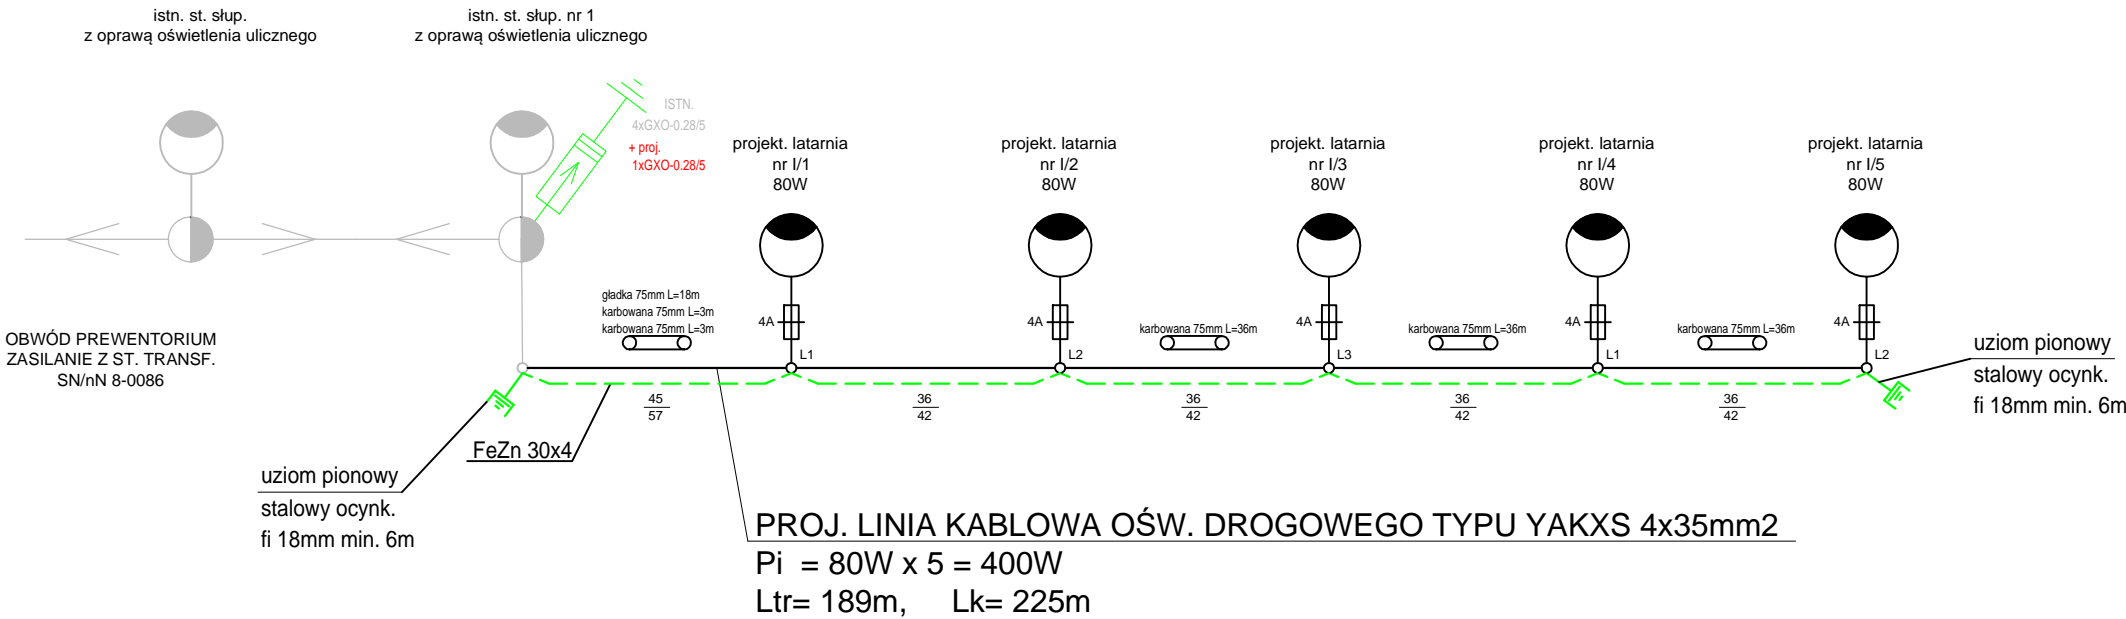 istn. st. słup.
z oprawą oświetlenia ulicznego
istn. st. słup. nr 1
z oprawą oświetlenia ulicznego
ISTN.
4xGXO-0.28/5
+ proj.
1xGXO-0.28/5
projekt. latarnia
nr I/1
80W
projekt. latarnia
nr I/2
80W
projekt. latarnia
nr I/3
80W
projekt. latarnia
nr I/4
80W
projekt. latarnia
nr I/5
80W
gładka 75mm L=18m
karbowana 75mm L=3m
karbowana 75mm L=3m
4A
4A
karbowana 75mm L=36m
4A
karbowana 75mm L=36m
4A
karbowana 75mm L=36m
4A
L1
L2
L3
L1
L2
OBWÓD PREWENTORIUM
ZASILANIE Z ST. TRANSF.
SN/nN 8-0086
uziom pionowy
stalowy ocynk.
fi 18mm min. 6m
45
57
36
42
36
42
36
42
36
42
FeZn 30x4
uziom pionowy
stalowy ocynk.
fi 18mm min. 6m
PROJ. LINIA KABLOWA OŚW. DROGOWEGO TYPU YAKXS 4x35mm2
Pi = 80W x 5 = 400W
Ltr= 189m, Lk= 225m